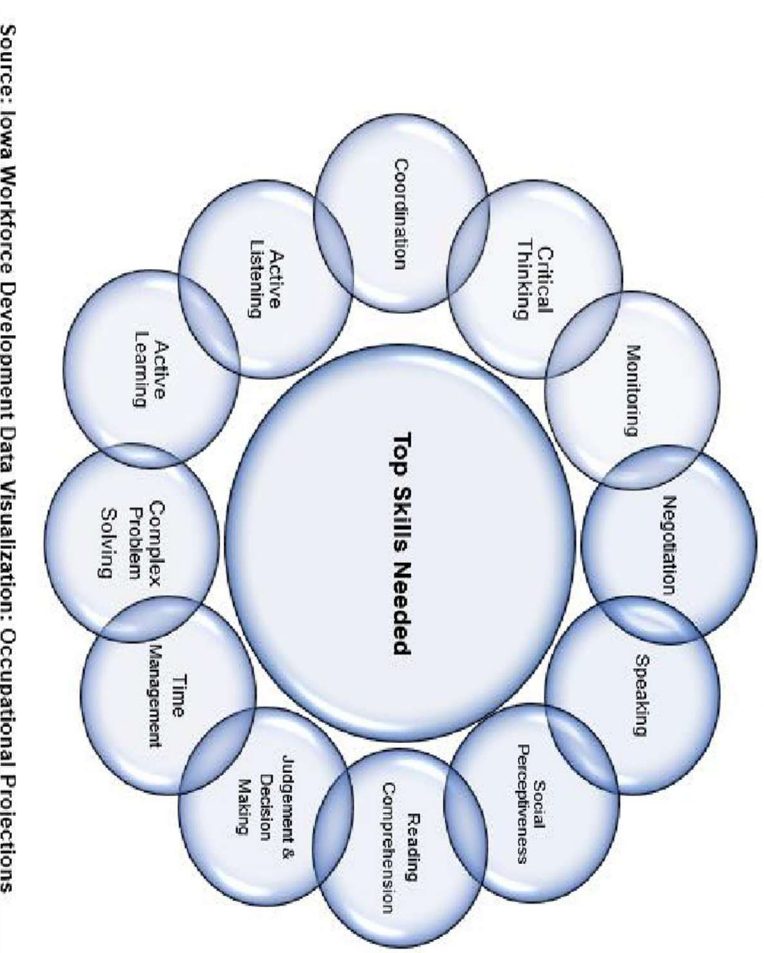 Negotiation
Monitoring
Speaking
Critical
Thinking
Social
Perceptiveness
Coordination
Top Skills Needed
Reading
Comprehension
Active
Listening
Judgement &
Decision
Making
Active
Learning
Time
Management
Complex
Problem
Solving
Source: Iowa Workforce Development Data Visualization: Occupational Projections